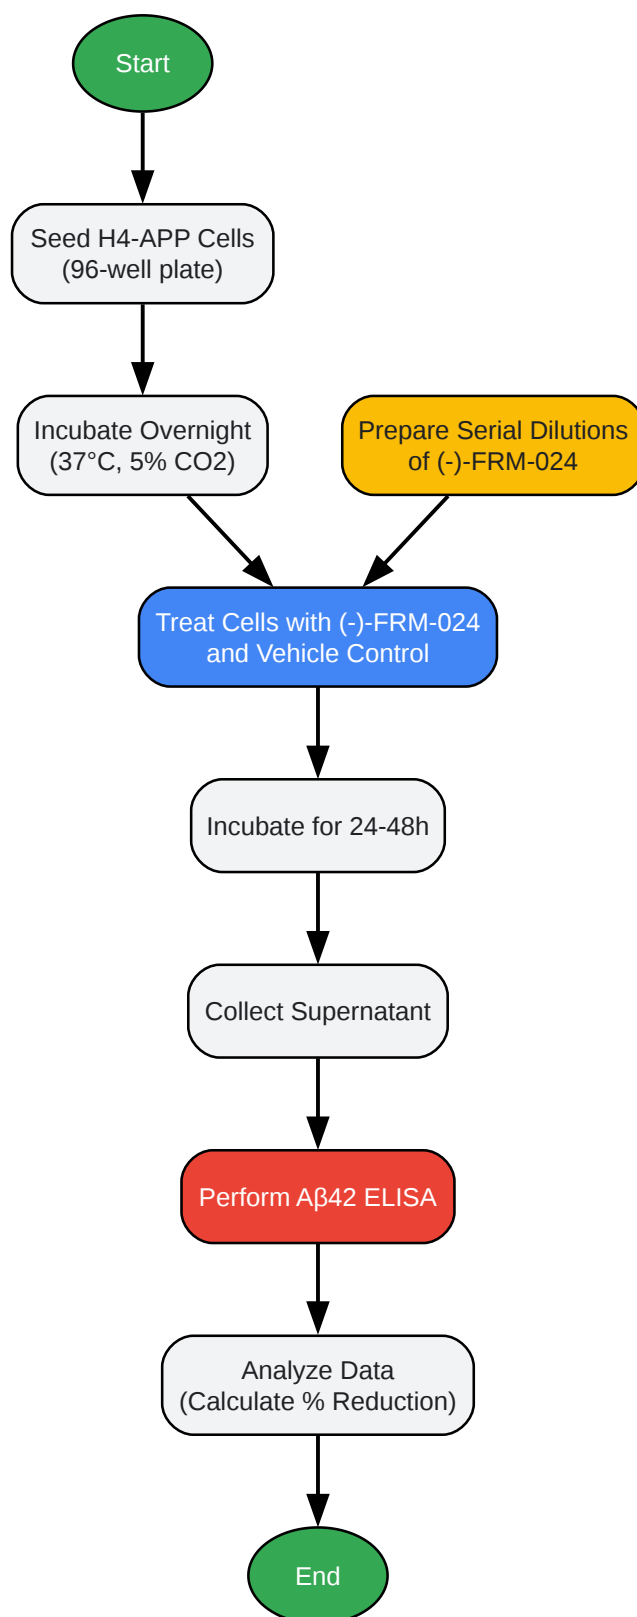 Start
Seed H4-APP Cells
(96-well plate)
Incubate Overnight
(37°C, 5% CO2)
Prepare Serial Dilutions
of (-)-FRM-024
Treat Cells with (-)-FRM-024
and Vehicle Control
Incubate for 24-48h
Collect Supernatant
Perform Aβ42 ELISA
Analyze Data
(Calculate % Reduction)
End